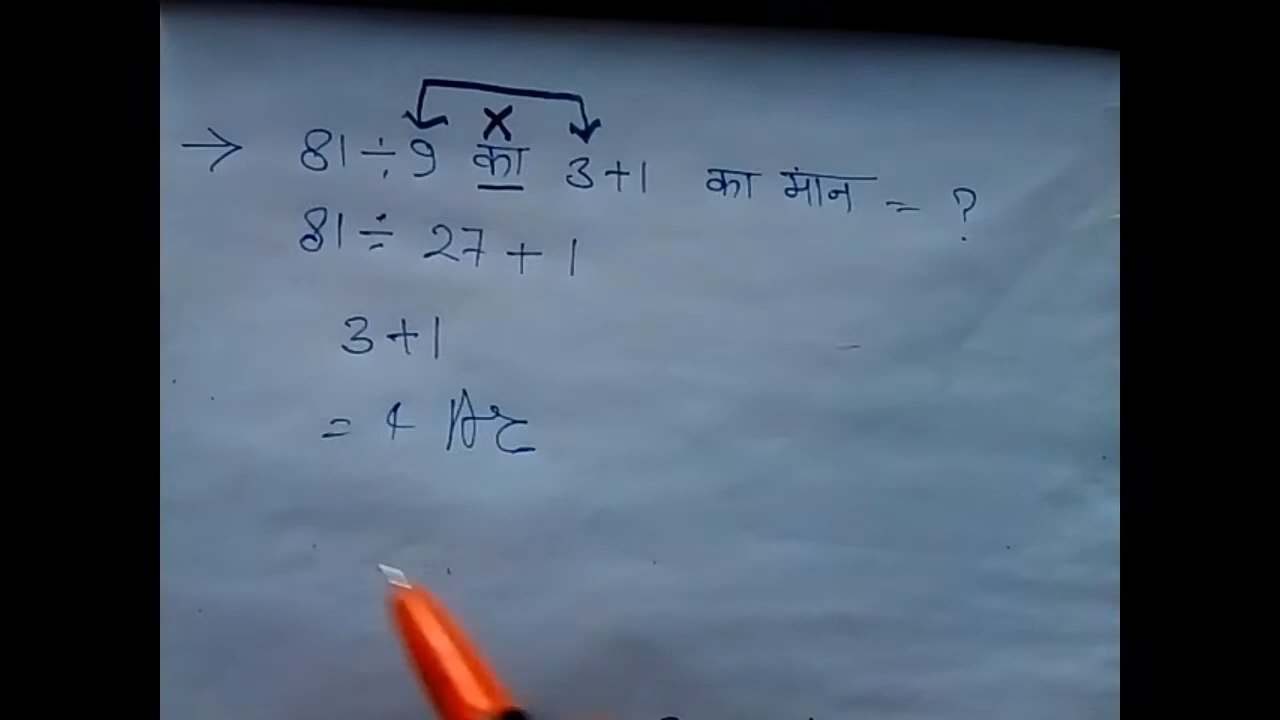 ×
→ 81÷9 का 3+1 का मान = ?
81÷ 27 + 1
3+1
= 4